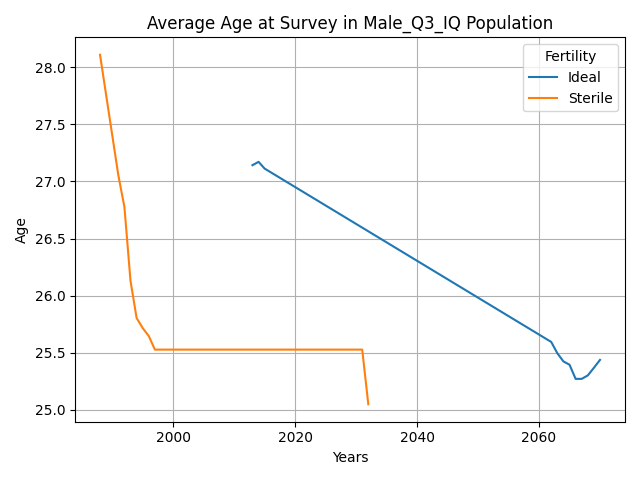 Average Age at Survey in Male_Q3_IQ Population
Fertility
Ideal
Sterile
28.0
27.5
27.0
26.5
26.0
25.5
25.0
Age
2000
2020
2040
2060
Years